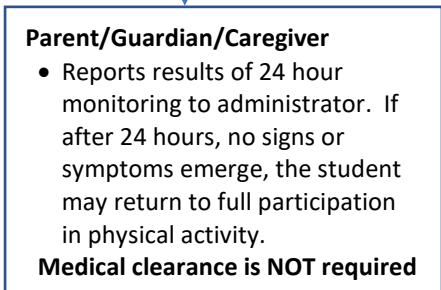 Parent/Guardian/Caregiver
• Reports results of 24 hour
monitoring to administrator.  If
after 24 hours, no signs or
symptoms emerge, the student
may return to full participation
in physical activity.
Medical clearance is NOT required